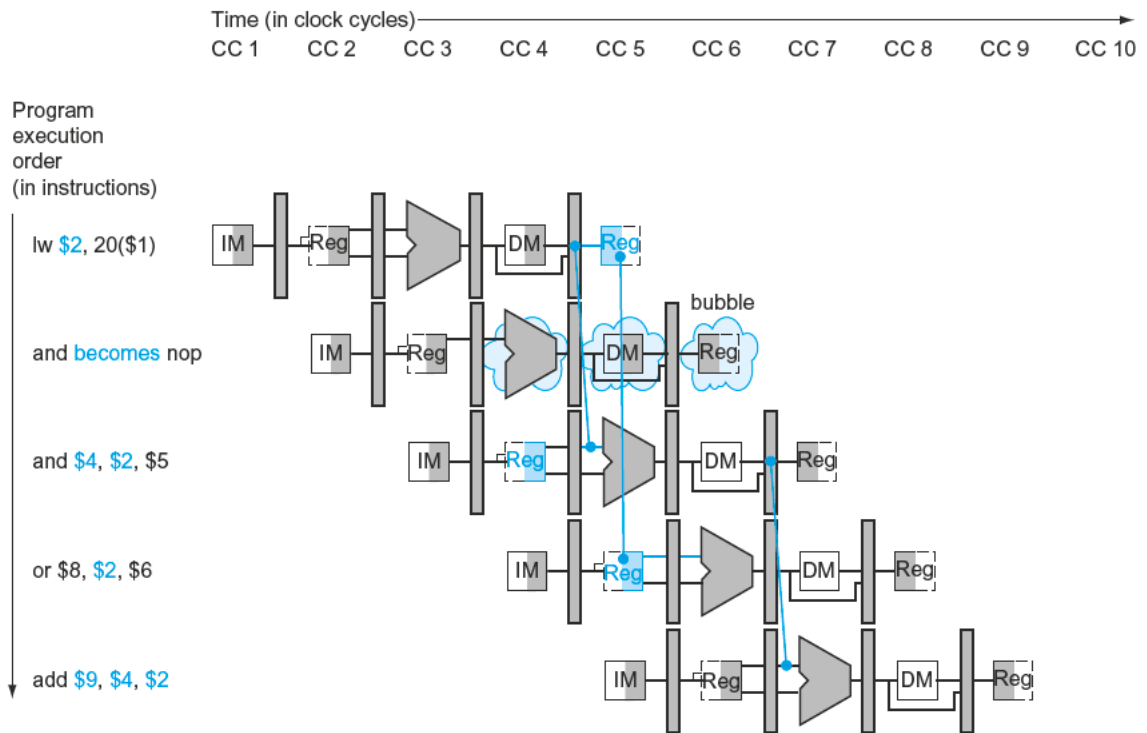 Time (in clock cycles)
CC 1 CC 2 CC 3 CC 4 CC 5 CC 6 CC 7 CC 8 CC 9 CC 10
Program
execution
order
(in instructions)
lw $2, 20($1)
IM Reg DM Reg
bubble
and becomes nop
IM Reg DM Reg
and $4, $2, $5
IM Reg DM Reg
or $8, $2, $6
IM Reg DM Reg
add $9, $4, $2
IM Reg DM Reg